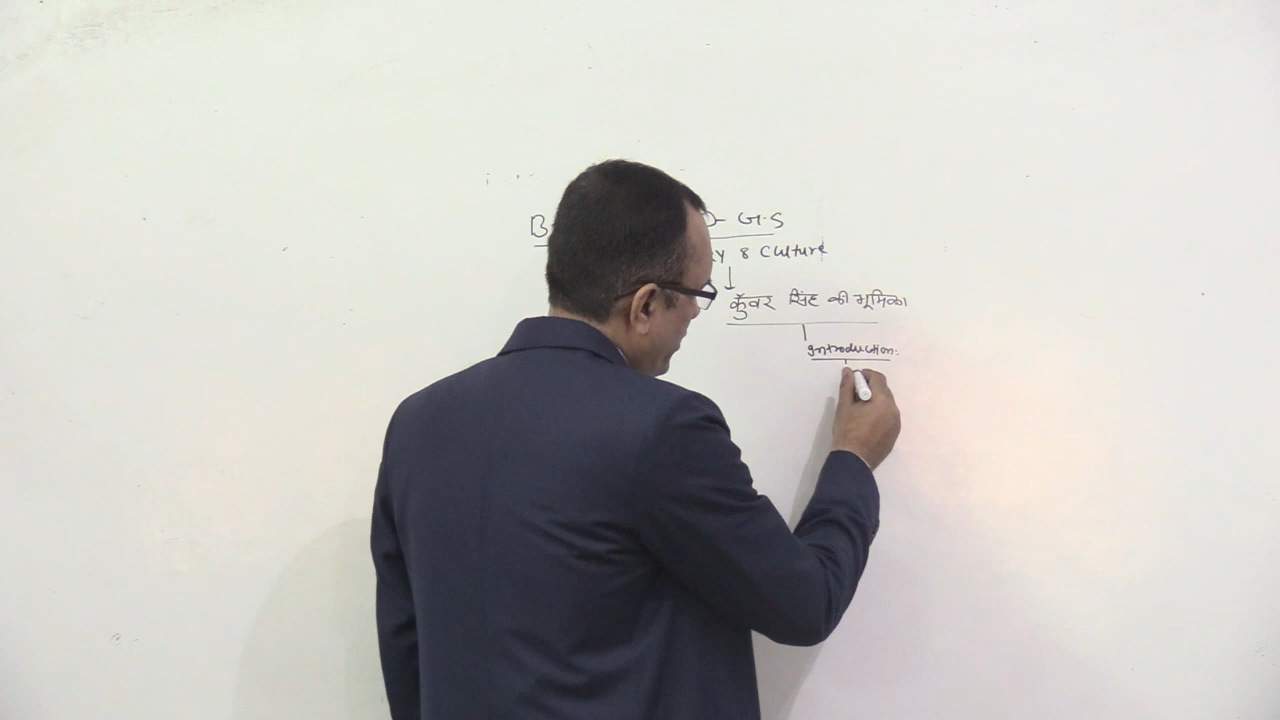 G.S
& Culture
कुँवर सिंह की भूमिका
Introduction: